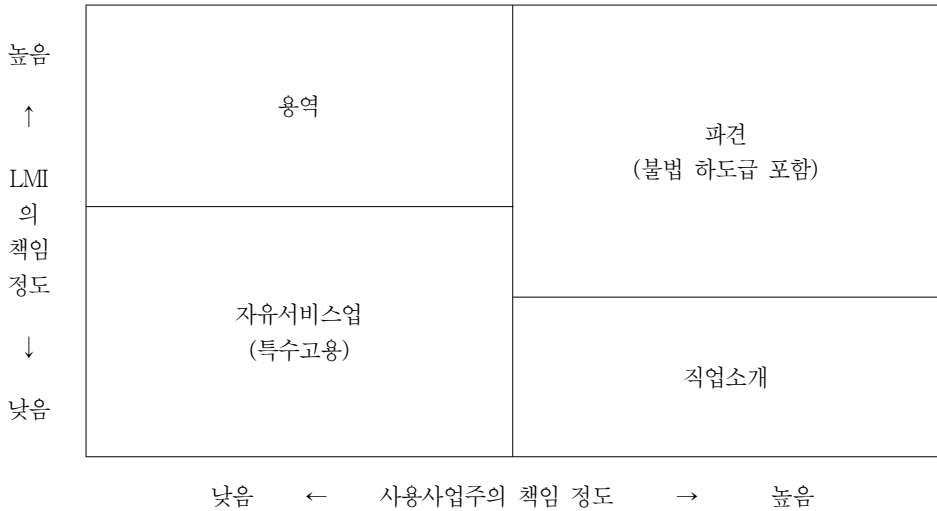 높음
↑
LMI
의
책임
정도
↓
낮음
용역
파견
(불법 하도급 포함)
자유서비스업
(특수고용)
직업소개
낮음 ← 사용사업주의 책임 정도 → 높음